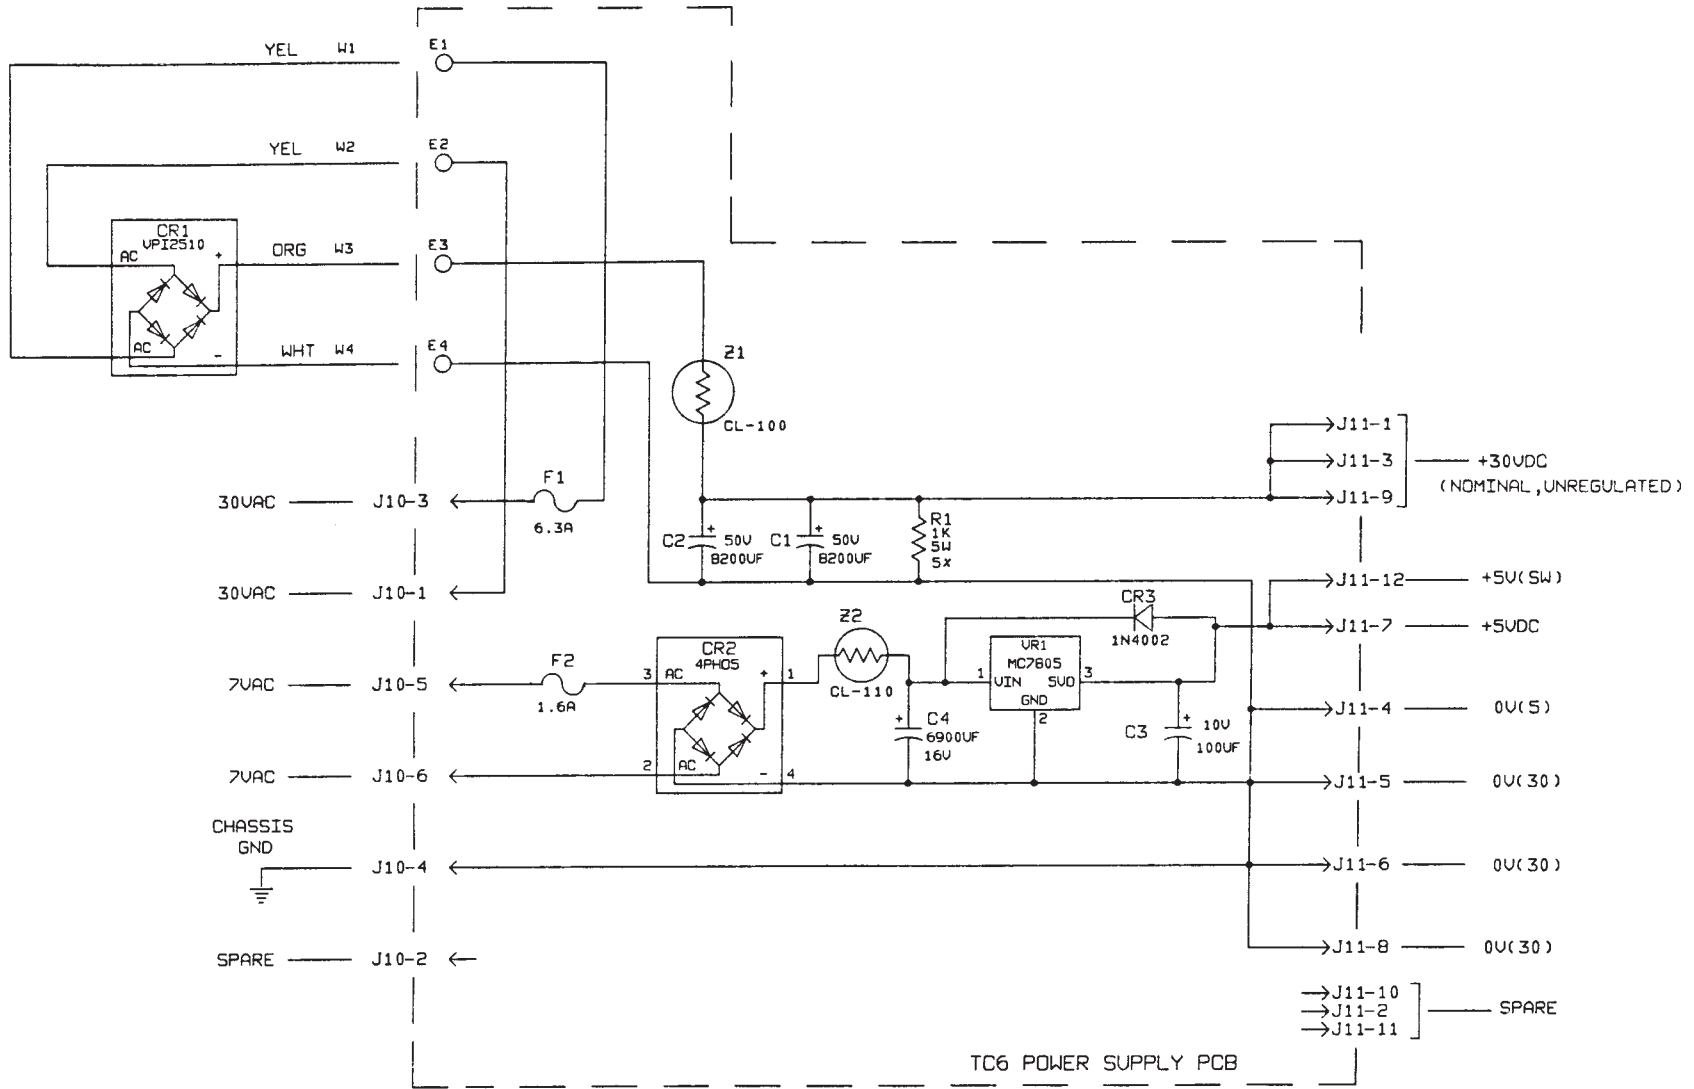 YEL W1
E1
YEL W2
E2
CR1
VPI2510
AC
+
ORG W3
E3
AC
-
WHT W4
E4
Z1
CL-100
J11-1
J11-3
+30VDC
(NOMINAL,UNREGULATED)
J11-9
F1
30VAC
J10-3
6.3A
C2
+
50V
8200UF
C1
+
50V
8200UF
R1
1K
5W
5%
30VAC
J10-1
J11-12
+5V(SW)
CR3
1N4002
J11-7
+5VDC
Z2
CL-110
CR2
4PH05
3
AC
+
1
F2
7VAC
J10-5
1.6A
VR1
MC7805
1
VIN
5VO
3
GND
2
+
C4
6900UF
16V
+
C3
10V
100UF
J11-4
0V(5)
7VAC
J10-6
2
AC
-
4
J11-5
0V(30)
CHASSIS
GND
J10-4
J11-6
0V(30)
SPARE
J10-2
J11-8
0V(30)
J11-10
J11-2
SPARE
J11-11
TC6 POWER SUPPLY PCB